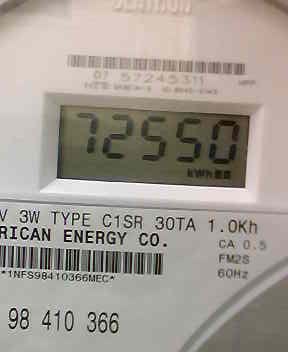 07 57245311
72550
kWh
V 3W TYPE C1SR 30TA 1.0Kh
RICAN ENERGY CO.
CA 0.5
FM2S
60Hz
*1NFS98410366MEC*
98 410 366